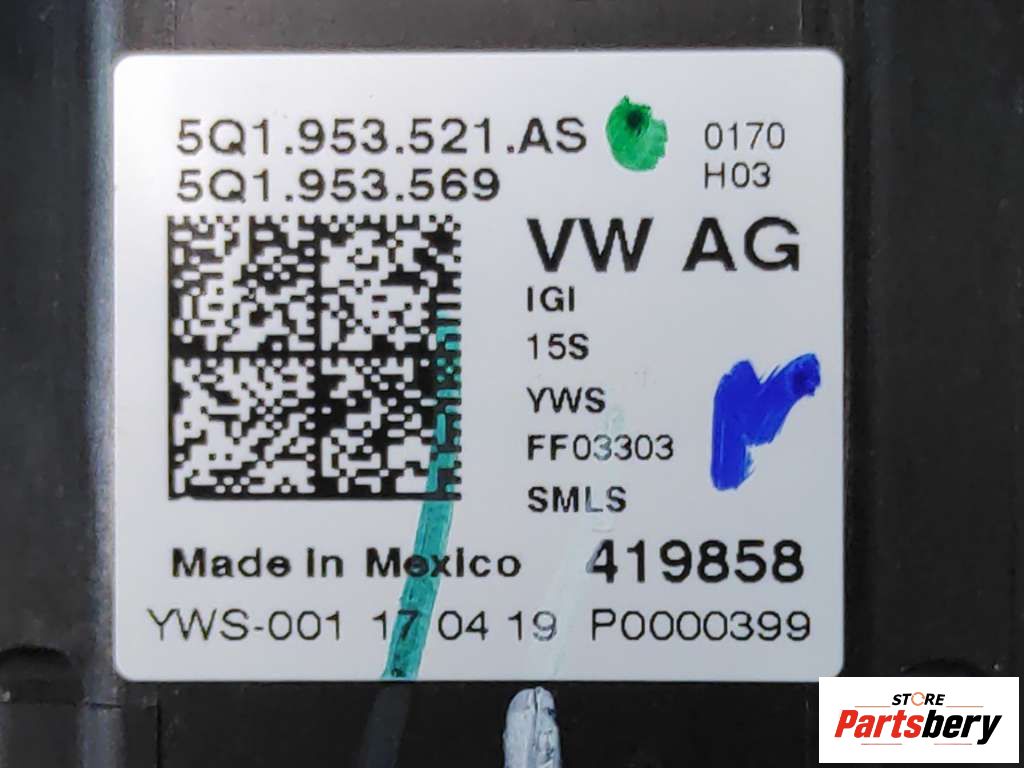 5Q1.953.521.AS
0170
5Q1.953.569
H03
VW AG
IGI
15S
YWS
FF03303
SMLS
Made In Mexico 419858
YWS-001 17 04 19 P0000399
STORE
Partsbery